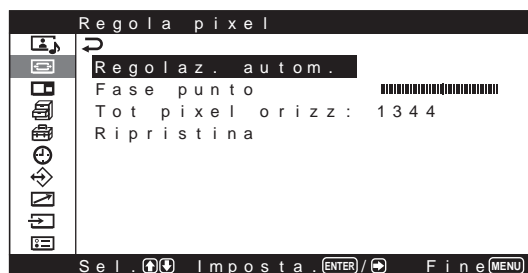 Regola pixel
Regolaz. autom.
Fase punto
Tot pixel orizz: 1344
Ripristina
Sel. Imposta. ENTER / Fine MENU